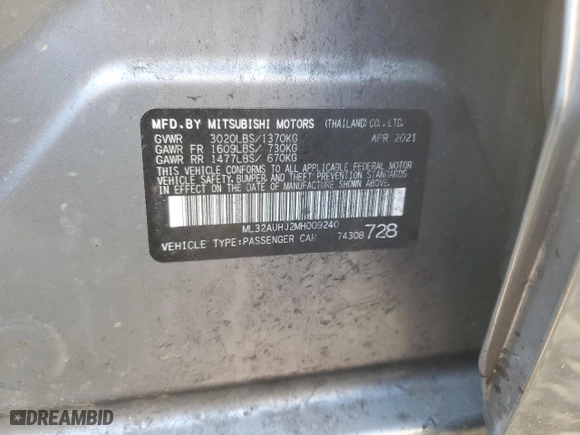 MFD.BY MITSUBISHI MOTORS (THAILAND) CO.,LTD.
GVWR 3020LBS/1370KG APR 2021
GAWR FR 1609LBS/ 730KG
GAWR RR 1477LBS/ 670KG
THIS VEHICLE CONFORMS TO ALL APPLICABLE FEDERAL MOTOR
VEHICLE SAFETY, BUMPER, AND THEFT PREVENTION STANDARDS
IN EFFECT ON THE DATE OF MANUFACTURE SHOWN ABOVE.
ML32AUHJ2MH009240
VEHICLE TYPE:PASSENGER CAR 7430B 728
DREAMBID